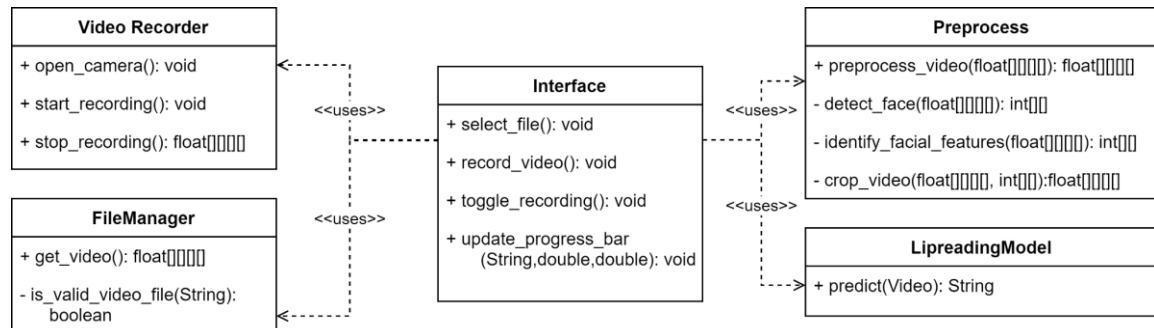 Video Recorder
+ open_camera(): void
+ start_recording(): void
+ stop_recording(): float[][][][]
FileManager
+ get_video(): float[][][][]
- is_valid_video_file(String):
boolean
<<uses>>
<<uses>>
Interface
+ select_file(): void
+ record_video(): void
+ toggle_recording(): void
+ update_progress_bar
(String,double,double): void
<<uses>>
<<uses>>
Preprocess
+ preprocess_video(float[][][][]): float[][][][]
- detect_face(float[][][][]): int[][]
- identify_facial_features(float[][][][]): int[][]
- crop_video(float[][][][], int[][]):float[][][][]
LipreadingModel
+ predict(Video): String